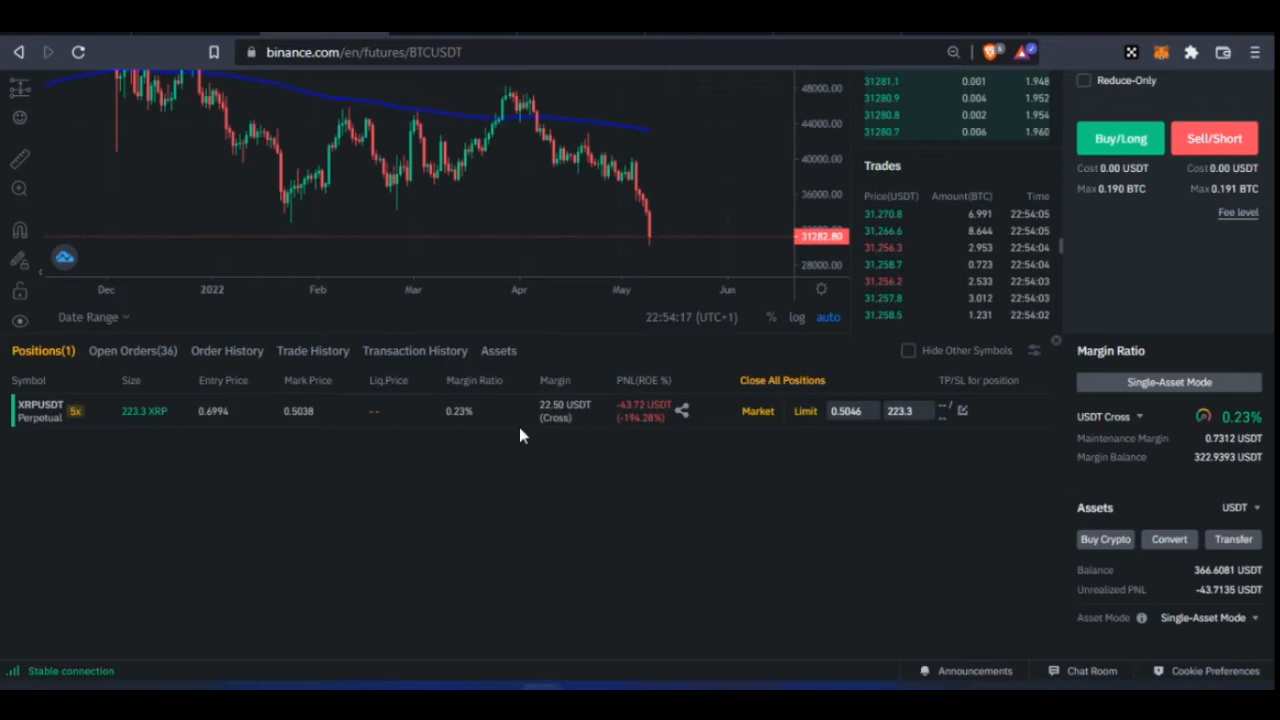 binance.com/en/futures/BTCUSDT
48000.00
44000.00
40000.00
36000.00
31282.80
28000.00
Dec 2022 Feb Mar Apr May Jun
Date Range
22:54:17 (UTC+1) % log auto
31281.1 0.001 1.948
31280.9 0.004 1.952
31280.8 0.002 1.954
31280.7 0.006 1.960
Trades
Price(USDT) Amount(BTC) Time
31,270.8 6.991 22:54:05
31,266.6 8.644 22:54:05
31,256.3 2.953 22:54:04
31,258.7 0.723 22:54:04
31,256.2 2.533 22:54:03
31,257.8 3.012 22:54:03
31,258.5 1.231 22:54:02
Reduce-Only
Buy/Long Sell/Short
Cost 0.00 USDT Cost 0.00 USDT
Max 0.190 BTC Max 0.191 BTC
Fee level
Positions(1) Open Orders(36) Order History Trade History Transaction History Assets
Hide Other Symbols
Symbol Size Entry Price Mark Price Liq.Price Margin Ratio Margin PNL(ROE %) Close All Positions TP/SL for position
XRPUSDT 5x 223.3 XRP 0.6994 0.5038 -- 0.23% 22.50 USDT -43.72 USDT Market Limit 0.5046 223.3 -- /
Perpetual (Cross) (-194.28%) --
Margin Ratio
Single-Asset Mode
USDT Cross 0.23%
Maintenance Margin 0.7312 USDT
Margin Balance 322.9393 USDT
Assets USDT
Buy Crypto Convert Transfer
Balance 366.6081 USDT
Unrealized PNL -43.7135 USDT
Asset Mode Single-Asset Mode
Stable connection
Announcements Chat Room Cookie Preferences